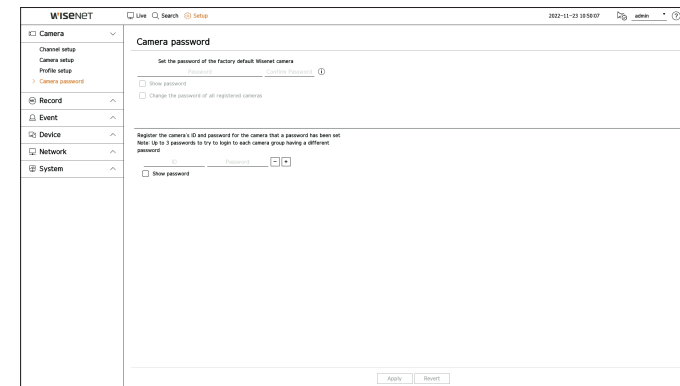 WISENET
Live Search Setup
2022-11-23 10:50:07 admin ?
Camera
Channel setup
Camera setup
Profile setup
> Camera password
Record
Event
Device
Network
System
Camera password
Set the password of the factory default Wisenet camera
Password Confirm Password i
Show password
Change the password of all registered cameras
Register the camera's ID and password for the camera that a password has been set
Note: Up to 3 passwords to try to login to each camera group having a different
password
ID Password - +
Show password
Apply Revert